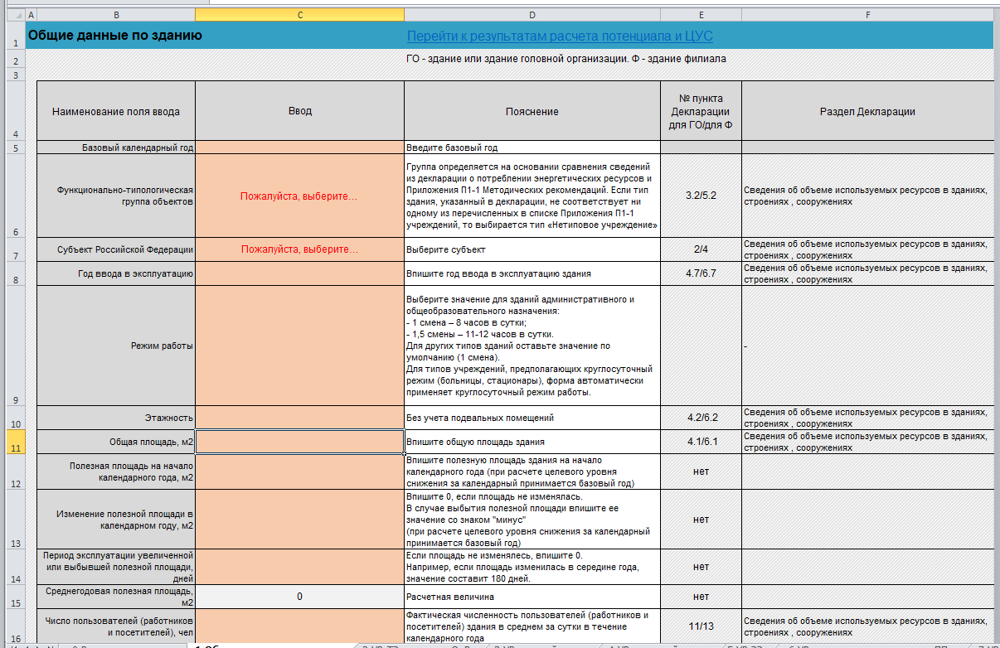 A B C D E F
1 Общие данные по зданию Перейти к результатам расчета потенциала и ЦУС
2 ГО - здание или здание головной организации. Ф - здание филиала
3
4 Наименование поля ввода Ввод Пояснение № пункта Декларации для ГО/для Ф Раздел Декларации
5 Базовый календарный год Введите базовый год
6 Функционально-типологическая
группа объектов
Пожалуйста, выберите…
Группа определяется на основании сравнения сведений
из декларации о потреблении энергетических ресурсов и
Приложения П1-1 Методических рекомендаций. Если тип
здания, указанный в декларации, не соответствует ни
одному из перечисленных в списке Приложения П1-1
учреждений, то выбирается тип «Нетиповое учреждение»
3.2/5.2
Сведения об объеме используемых ресурсов в зданиях,
строениях , сооружениях
7 Субъект Российской Федерации Пожалуйста, выберите… Выберите субъект 2/4
Сведения об объеме используемых ресурсов в зданиях,
строениях , сооружениях
8 Год ввода в эксплуатацию Впишите год ввода в эксплуатацию здания 4.7/6.7
Сведения об объеме используемых ресурсов в зданиях,
строениях , сооружениях
9 Режим работы
Выберите значение для зданий административного и
общеобразовательного назначения:
- 1 смена – 8 часов в сутки;
- 1,5 смены – 11-12 часов в сутки.
Для других типов зданий оставьте значение по
умолчанию (1 смена).
Для типов учреждений, предполагающих круглосуточный
режим (больницы, стационары), форма автоматически
применяет круглосуточный режим работы.
-
10 Этажность Без учета подвальных помещений 4.2/6.2
Сведения об объеме используемых ресурсов в зданиях,
строениях , сооружениях
11 Общая площадь, м2 Впишите общую площадь здания 4.1/6.1
Сведения об объеме используемых ресурсов в зданиях,
строениях , сооружениях
12 Полезная площадь на начало
календарного года, м2
Впишите полезную площадь здания на начало
календарного года (при расчете целевого уровня
снижения за календарный принимается базовый год)
нет
13 Изменение полезной площади в
календарном году, м2
Впишите 0, если площадь не изменялась.
В случае выбытия полезной площади впишите ее
значение со знаком "минус"
(при расчете целевого уровня снижения за календарный
принимается базовый год)
нет
14 Период эксплуатации увеличенной
или выбывшей полезной площади,
дней
Если площадь не изменялесь, впишите 0.
Например, если площадь изменилась в середине года,
значение составит 180 дней.
нет
15 Среднегодовая полезная площадь,
м2
0 Расчетная величина нет
16 Число пользователей (работников
и посетителей), чел
Фактическая численность пользователей (работников и
посетителей) здания в среднем за сутки в течение
календарного года
11/13
Сведения об объеме используемых ресурсов в зданиях,
строениях , сооружениях